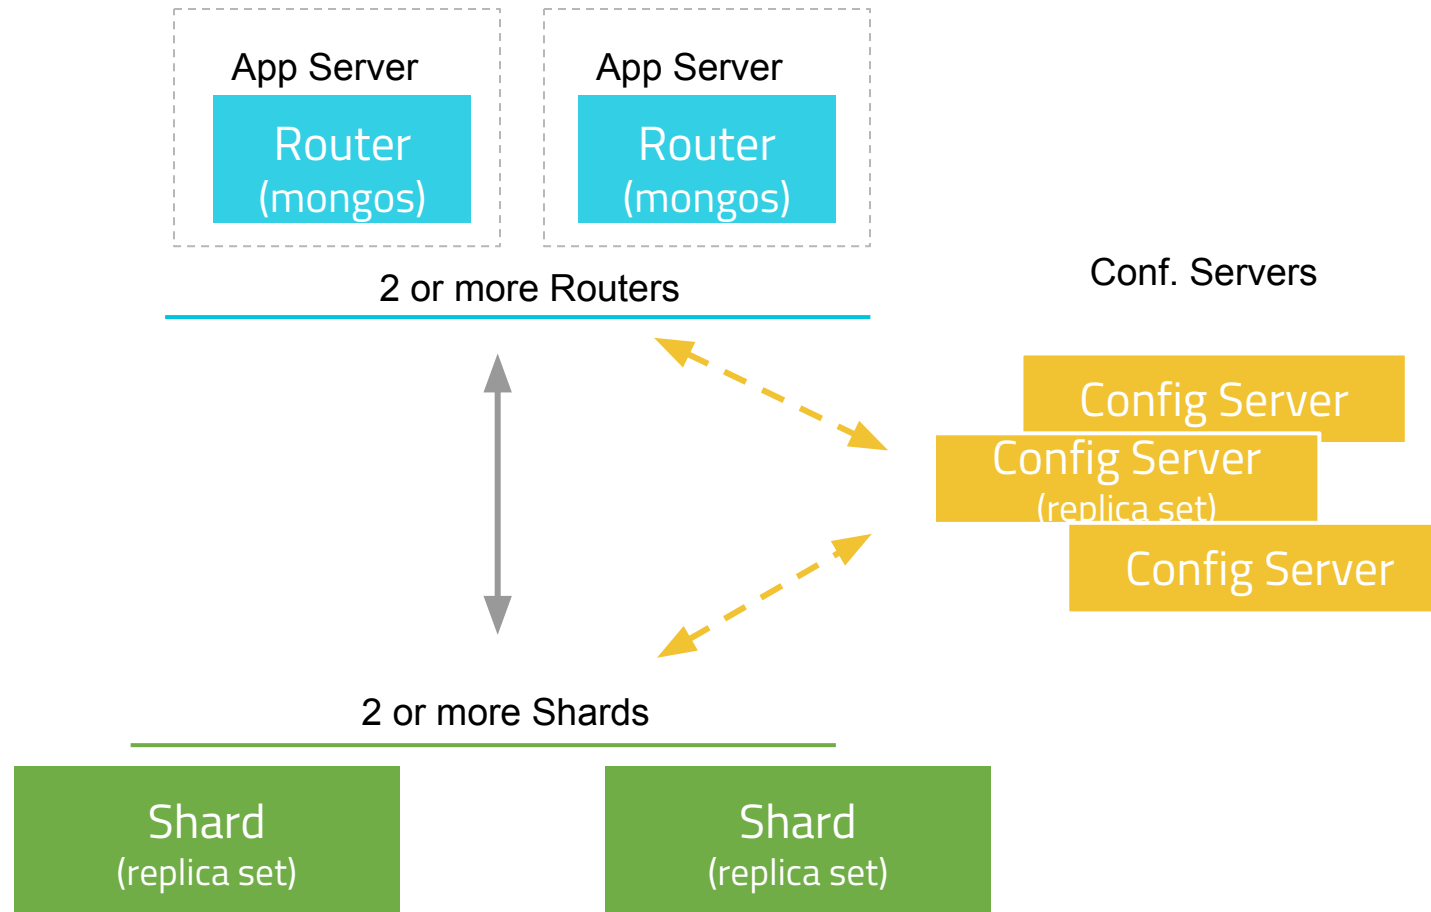 App Server
Router
(mongos)
App Server
Router
(mongos)
2 or more Routers
Conf. Servers
Config Server
Config Server
(replica set)
Config Server
2 or more Shards
Shard
(replica set)
Shard
(replica set)